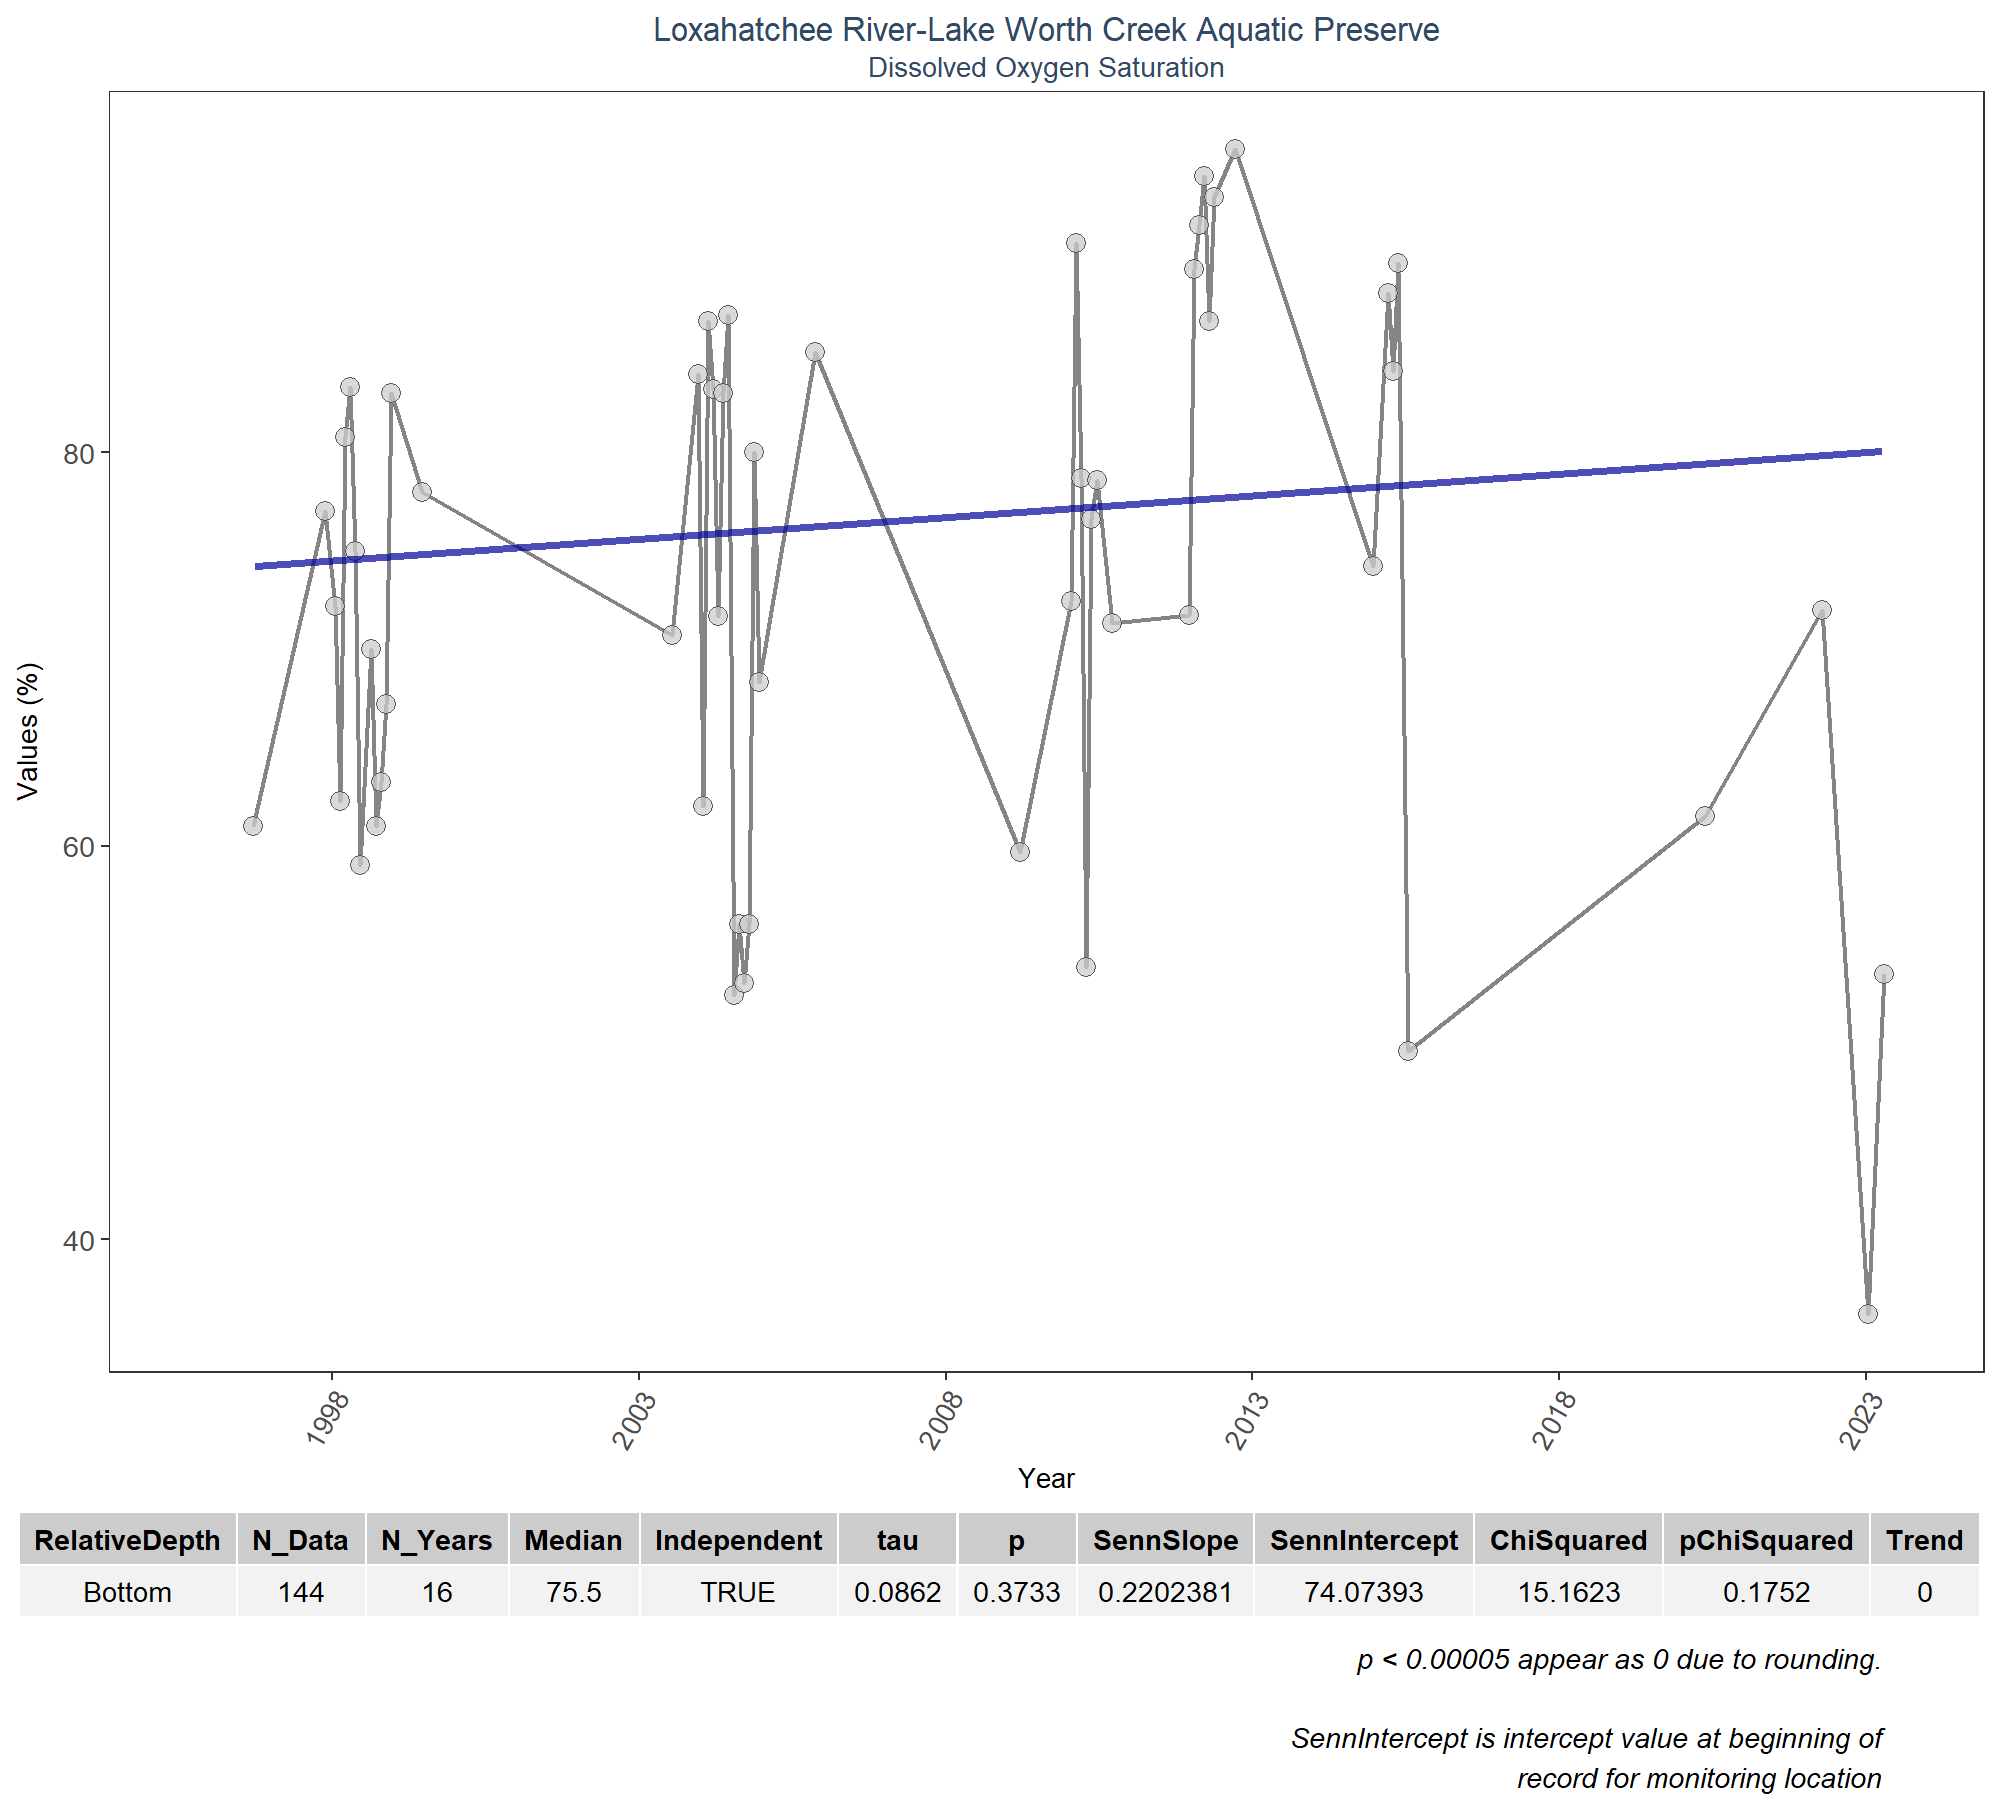 Loxahatchee River-Lake Worth Creek Aquatic Preserve
Dissolved Oxygen Saturation
Values (%)
80
60
40
1998 2003 2008 2013 2018 2023
Year
RelativeDepth N_Data N_Years Median Independent tau p SennSlope SennIntercept ChiSquared pChiSquared Trend
Bottom 144 16 75.5 TRUE 0.0862 0.3733 0.2202381 74.07393 15.1623 0.1752 0
p < 0.00005 appear as 0 due to rounding.
SennIntercept is intercept value at beginning of
record for monitoring location